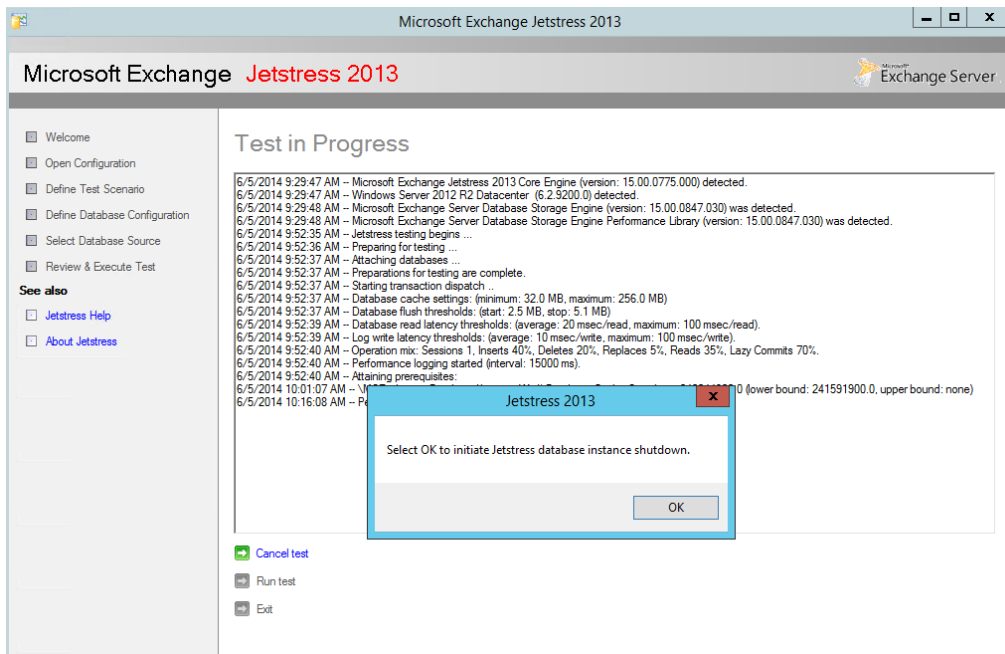 Microsoft Exchange Jetstress 2013
Microsoft Exchange Jetstress 2013
Microsoft
Exchange Server
Welcome
Open Configuration
Define Test Scenario
Define Database Configuration
Select Database Source
Review & Execute Test
See also
Jetstress Help
About Jetstress
Test in Progress
6/5/2014 9:29:47 AM -- Microsoft Exchange Jetstress 2013 Core Engine (version: 15.00.0775.000) detected.
6/5/2014 9:29:47 AM -- Windows Server 2012 R2 Datacenter (6.2.9200.0) detected.
6/5/2014 9:29:48 AM -- Microsoft Exchange Server Database Storage Engine (version: 15.00.0847.030) was detected.
6/5/2014 9:29:48 AM -- Microsoft Exchange Server Database Storage Engine Performance Library (version: 15.00.0847.030) was detected.
6/5/2014 9:52:35 AM -- Jetstress testing begins ...
6/5/2014 9:52:36 AM -- Preparing for testing ...
6/5/2014 9:52:37 AM -- Attaching databases ...
6/5/2014 9:52:37 AM -- Preparations for testing are complete.
6/5/2014 9:52:37 AM -- Starting transaction dispatch ..
6/5/2014 9:52:37 AM -- Database cache settings: (minimum: 32.0 MB, maximum: 256.0 MB)
6/5/2014 9:52:37 AM -- Database flush thresholds: (start: 2.5 MB, stop: 5.1 MB)
6/5/2014 9:52:39 AM -- Database read latency thresholds: (average: 20 msec/read, maximum: 100 msec/read).
6/5/2014 9:52:39 AM -- Log write latency thresholds: (average: 10 msec/write, maximum: 100 msec/write).
6/5/2014 9:52:40 AM -- Operation mix: Sessions 1, Inserts 40%, Deletes 20%, Replaces 5%, Reads 35%, Lazy Commits 70%.
6/5/2014 9:52:40 AM -- Performance logging started (interval: 15000 ms).
6/5/2014 9:52:40 AM -- Attaining prerequisites:
6/5/2014 10:01:07 AM -- (lower bound: 241591900.0, upper bound: none)
6/5/2014 10:16:08 AM --
Jetstress 2013
Select OK to initiate Jetstress database instance shutdown.
OK
Cancel test
Run test
Exit